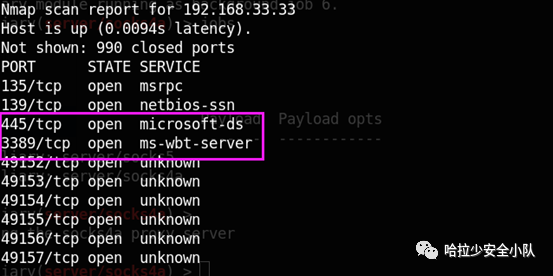 Nmap scan report for 192.168.33.33
Host is up (0.0094s latency).
Not shown: 990 closed ports
PORT STATE SERVICE
135/tcp open msrpc
139/tcp open netbios-ssn
445/tcp open microsoft-ds
Payload opts
3389/tcp open ms-wbt-server
49152/tcp open unknown
49153/tcp open unknown
49154/tcp open unknown
49155/tcp open unknown
49156/tcp open unknown
49157/tcp open unknown
哈拉少安全小队